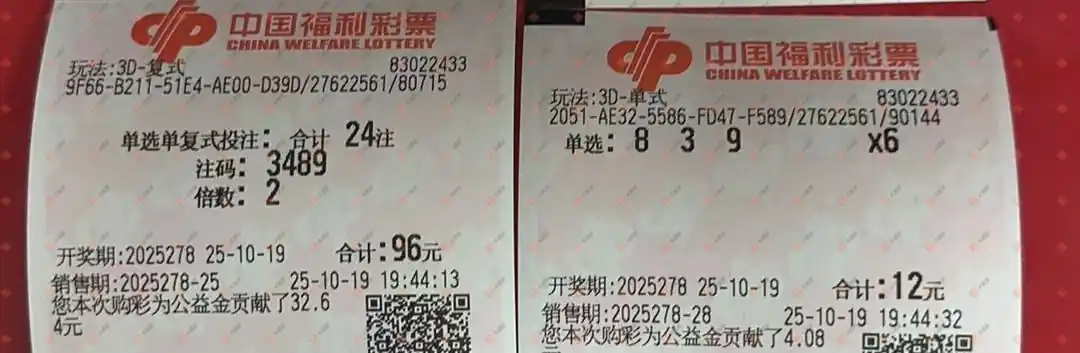 中国福利彩票
CHINA WELFARE LOTTERY
玩法:3D-复式 83022433
9F66-B211-51E4-AE00-D39D/27622561/80715
单选单复式投注: 合计 24注
注码: 3489
倍数: 2
开奖期:2025278 25-10-19 合计:96元
销售期:2025278-25 25-10-19 19:44:13
您本次购彩为公益金贡献了32.6
4元
中国福利彩票
CHINA WELFARE LOTTERY
玩法:3D-单式 83022433
2051-AE32-5586-FD47-F589/27622561/90144
单选: 8 3 9 x6
开奖期:2025278 25-10-19 合计:12元
销售期:2025278-28 25-10-19 19:44:32
您本次购彩为公益金贡献了4.08